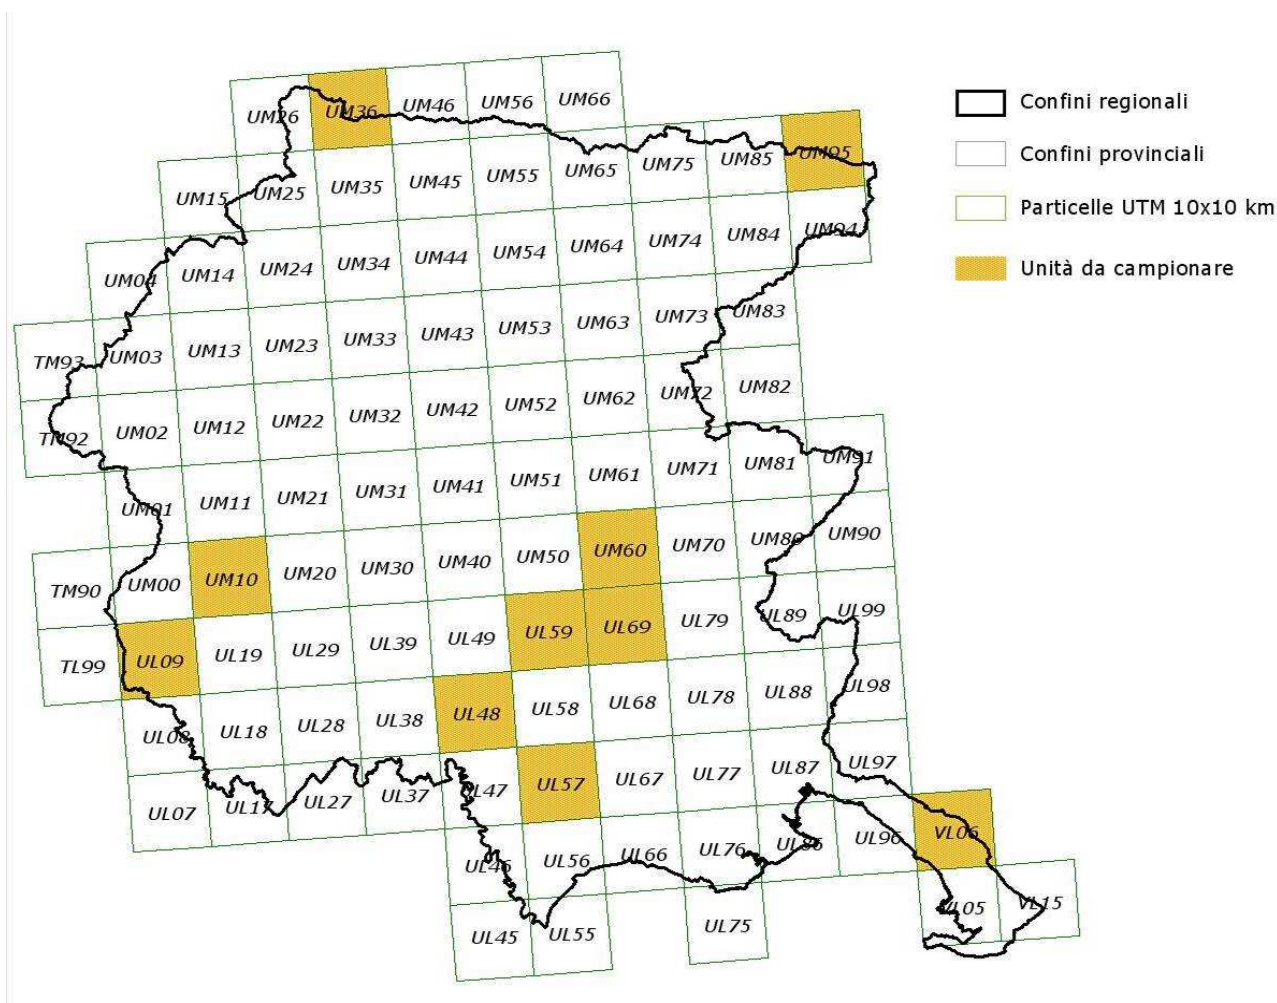 UM26 UM36 UM46 UM56 UM66
UM15 UM25 UM35 UM45 UM55 UM65 UM75 UM85 UM95
UM04 UM14 UM24 UM34 UM44 UM54 UM64 UM74 UM84 UM94
TM93 UM03 UM13 UM23 UM33 UM43 UM53 UM63 UM73 UM83
TM92 UM02 UM12 UM22 UM32 UM42 UM52 UM62 UM72 UM82
UM01 UM11 UM21 UM31 UM41 UM51 UM61 UM71 UM81 UM91
TM90 UM00 UM10 UM20 UM30 UM40 UM50 UM60 UM70 UM80 UM90
TL99 UL09 UL19 UL29 UL39 UL49 UL59 UL69 UL79 UL89 UL99
UL08 UL18 UL28 UL38 UL48 UL58 UL68 UL78 UL88 UL98
UL07 UL17 UL27 UL37 UL47 UL57 UL67 UL77 UL87 UL97
UL46 UL56 UL66 UL76 UL86 UL96 VL06
UL45 UL55 UL75 VL05 VL15
Confini regionali
Confini provinciali
Particelle UTM 10x10 km
Unità da campionare